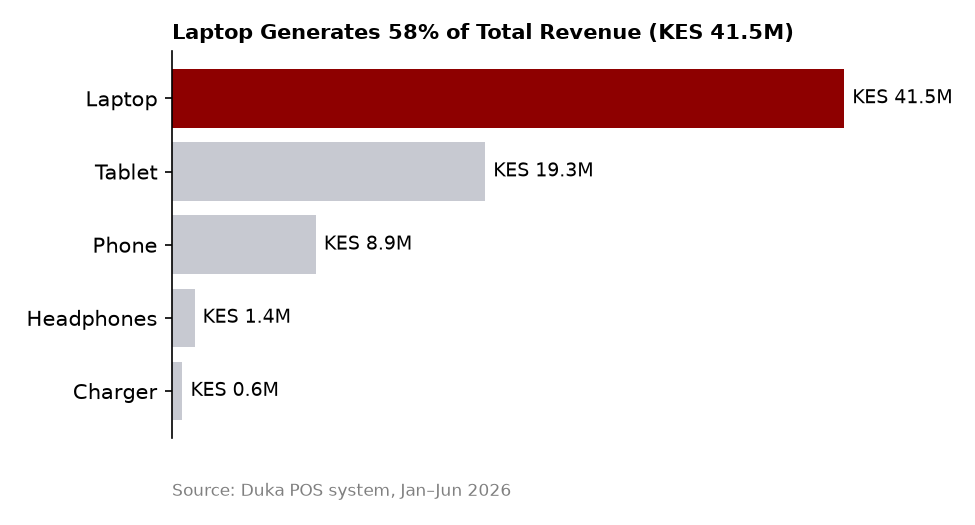 Laptop Generates 58% of Total Revenue (KES 41.5M)
Laptop KES 41.5M
Tablet KES 19.3M
Phone KES 8.9M
Headphones KES 1.4M
Charger KES 0.6M
Source: Duka POS system, Jan–Jun 2026